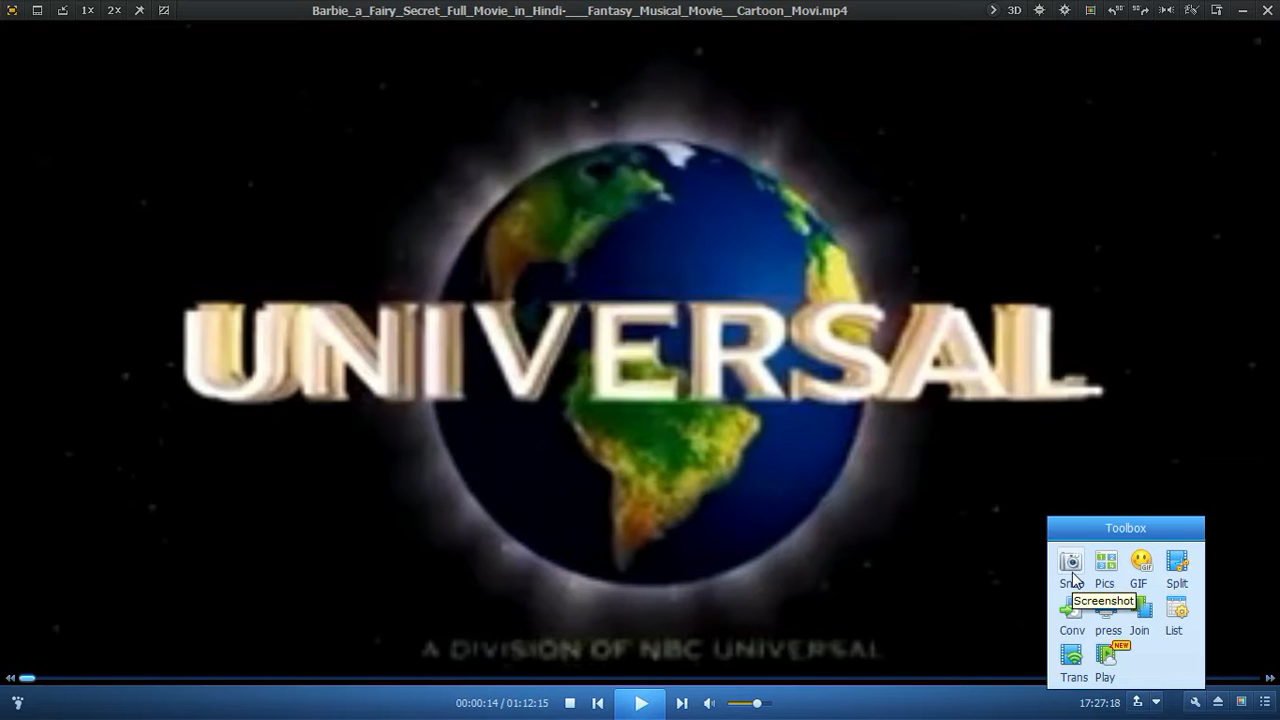 1x 2x Barbie_a_Fairy_Secret_Full_Movie_in_Hindi-___Fantasy_Musical_Movie__Cartoon_Movi.mp4 3D
UNIVERSAL
A DIVISION OF NBC UNIVERSAL
Toolbox
Pics GIF Split
Screenshot
Conv press Join List
NEW
Trans Play
00:00:14 / 01:12:15 17:27:18